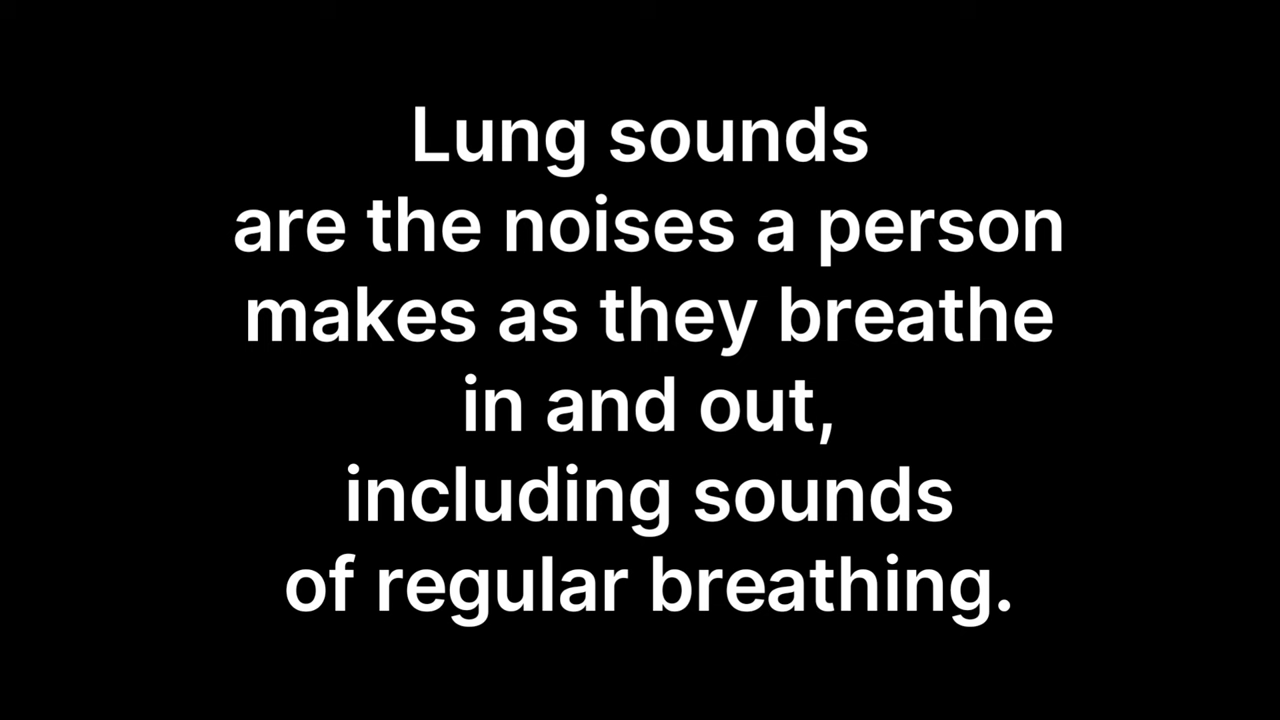 Lung sounds
are the noises a person
makes as they breathe
in and out,
including sounds
of regular breathing.